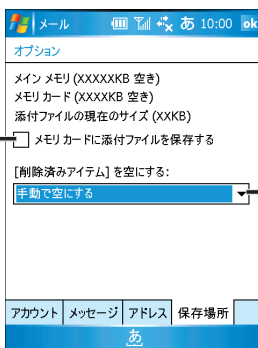 メール あ 10:00 ok
オプション
メイン メモリ (XXXXXKB 空き)
メモリ カード (XXXXKB 空き)
添付ファイルの現在のサイズ (XXKB)
メモリ カードに添付ファイルを保存する
[削除済みアイテム] を空にする:
手動で空にする
アカウント メッセージ アドレス 保存場所
あ